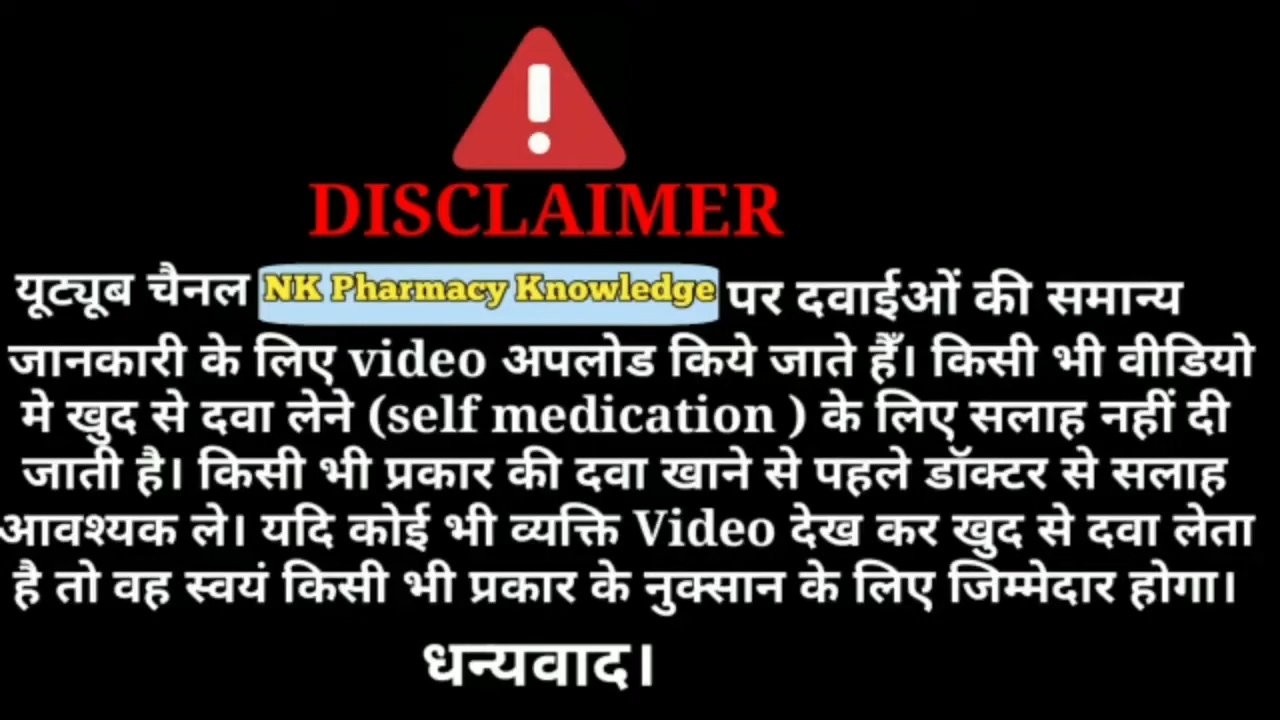 DISCLAIMER
यूट्यूब चैनल NK Pharmacy Knowledge पर दवाईओं की समान्य
जानकारी के लिए video अपलोड किये जाते हैँ। किसी भी वीडियो
मे खुद से दवा लेने (self medication ) के लिए सलाह नहीं दी
जाती है। किसी भी प्रकार की दवा खाने से पहले डॉक्टर से सलाह
आवश्यक ले। यदि कोई भी व्यक्ति Video देख कर खुद से दवा लेता
है तो वह स्वयं किसी भी प्रकार के नुक्सान के लिए जिम्मेदार होगा।
धन्यवाद।